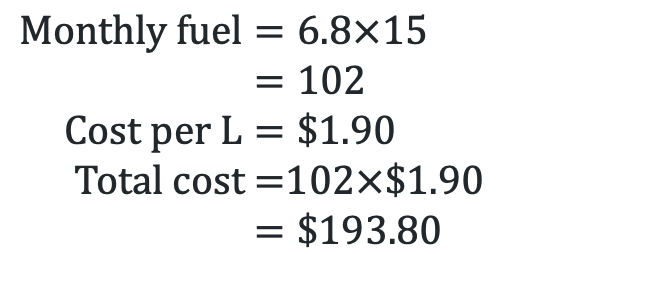 Monthly fuel = 6.8×15
= 102
Cost per L = $1.90
Total cost =102×$1.90
= $193.80